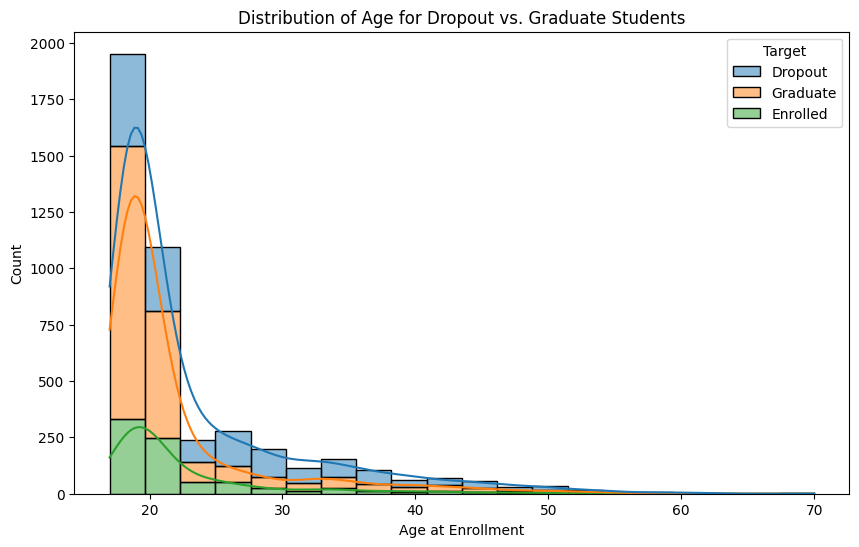 Distribution of Age for Dropout vs. Graduate Students
Target
Dropout
Graduate
Enrolled
Count
2000
1750
1500
1250
1000
750
500
250
0
20
30
40
50
60
70
Age at Enrollment